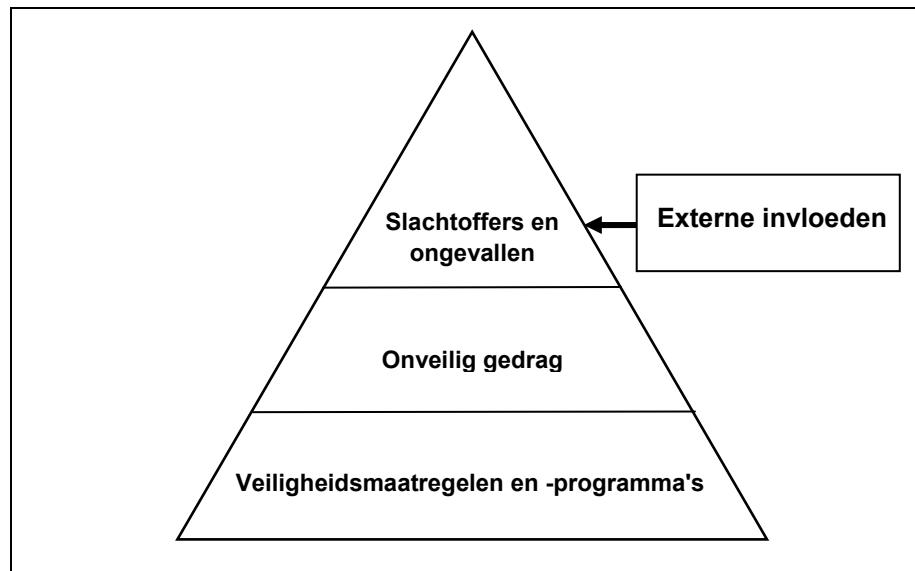 Slachtoffers en
ongevallen
Externe invloeden
Onveilig gedrag
Veiligheidsmaatregelen en -programma's